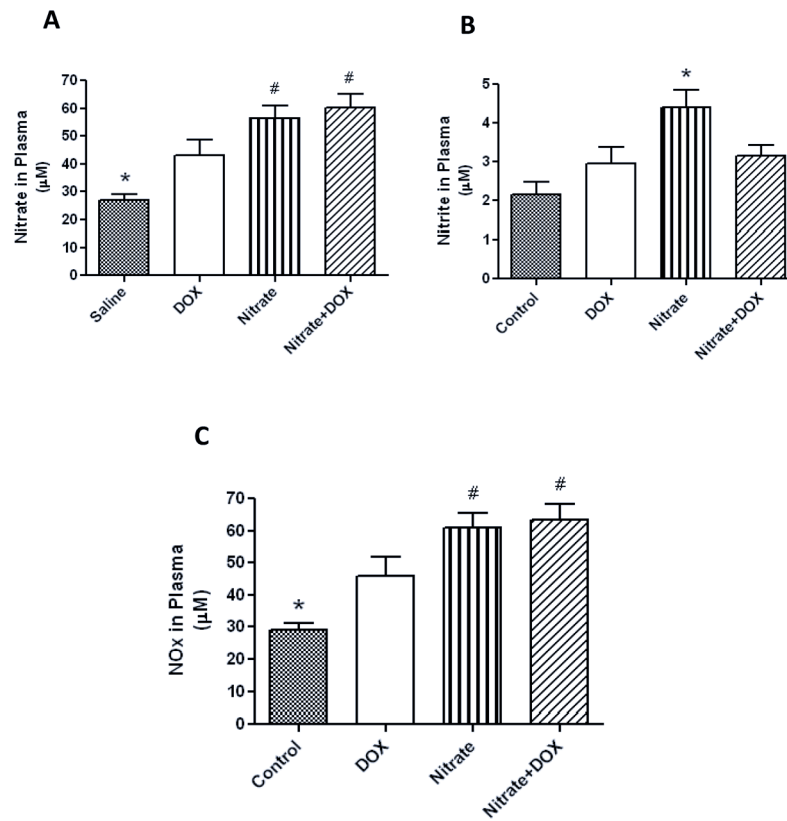 A
Nitrate in Plasma
(μM)
70
60
50
40
30
20
10
0
*
#
#
Saline
DOX
Nitrate
Nitrate+DOX
B
Nitrite in Plasma
(μM)
5
4
3
2
1
0
*
Control
DOX
Nitrate
Nitrate+DOX
C
NOx in Plasma
(μM)
70
60
50
40
30
20
10
0
*
#
#
Control
DOX
Nitrate
Nitrate+DOX